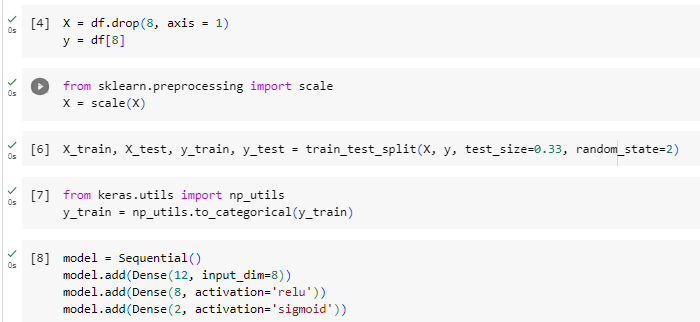 [4] X = df.drop(8, axis = 1)
y = df[8]
0s
from sklearn.preprocessing import scale
0s
X = scale(X)
[6] X_train, X_test, y_train, y_test = train_test_split(X, y, test_size=0.33, random_state=2)
0s
[7] from keras.utils import np_utils
0s
y_train = np_utils.to_categorical(y_train)
[8] model = Sequential()
0s
model.add(Dense(12, input_dim=8))
model.add(Dense(8, activation='relu'))
model.add(Dense(2, activation='sigmoid'))